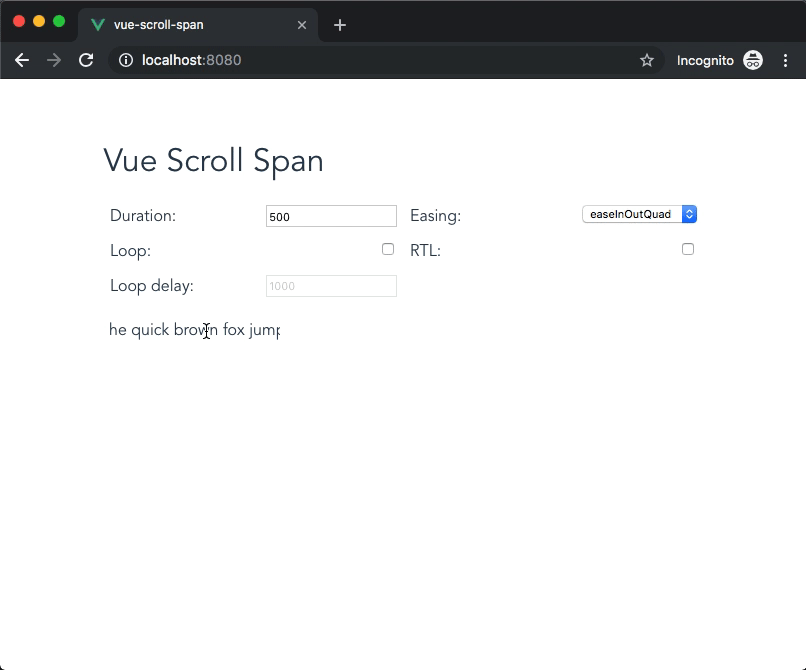 vue-scroll-span
localhost:8080
Incognito
Vue Scroll Span
Duration: 500 Easing: easeInOutQuad
Loop: RTL:
Loop delay: 1000
he quick brown fox jump